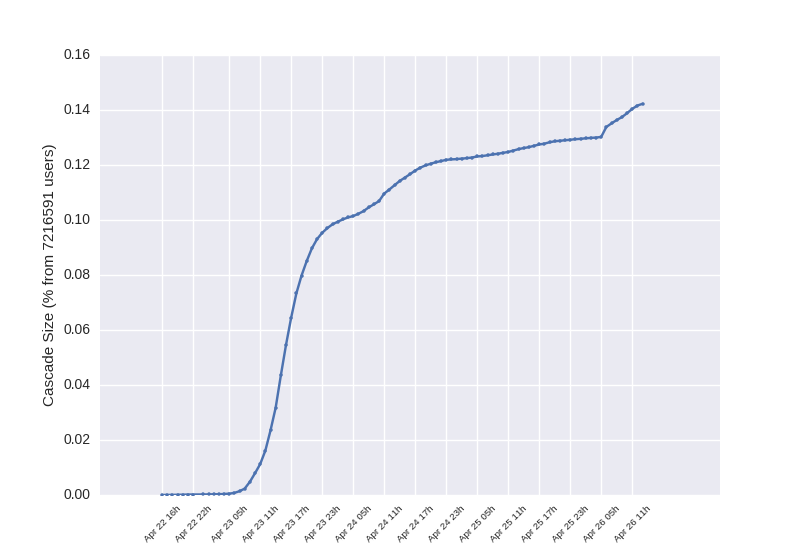 0.16
0.14
0.12
0.10
0.08
0.06
0.04
0.02
0.00
Cascade Size (% from 7216591 users)
Apr 22 16h
Apr 22 22h
Apr 23 05h
Apr 23 11h
Apr 23 17h
Apr 23 23h
Apr 24 05h
Apr 24 11h
Apr 24 17h
Apr 24 23h
Apr 25 05h
Apr 25 11h
Apr 25 17h
Apr 25 23h
Apr 26 05h
Apr 26 11h